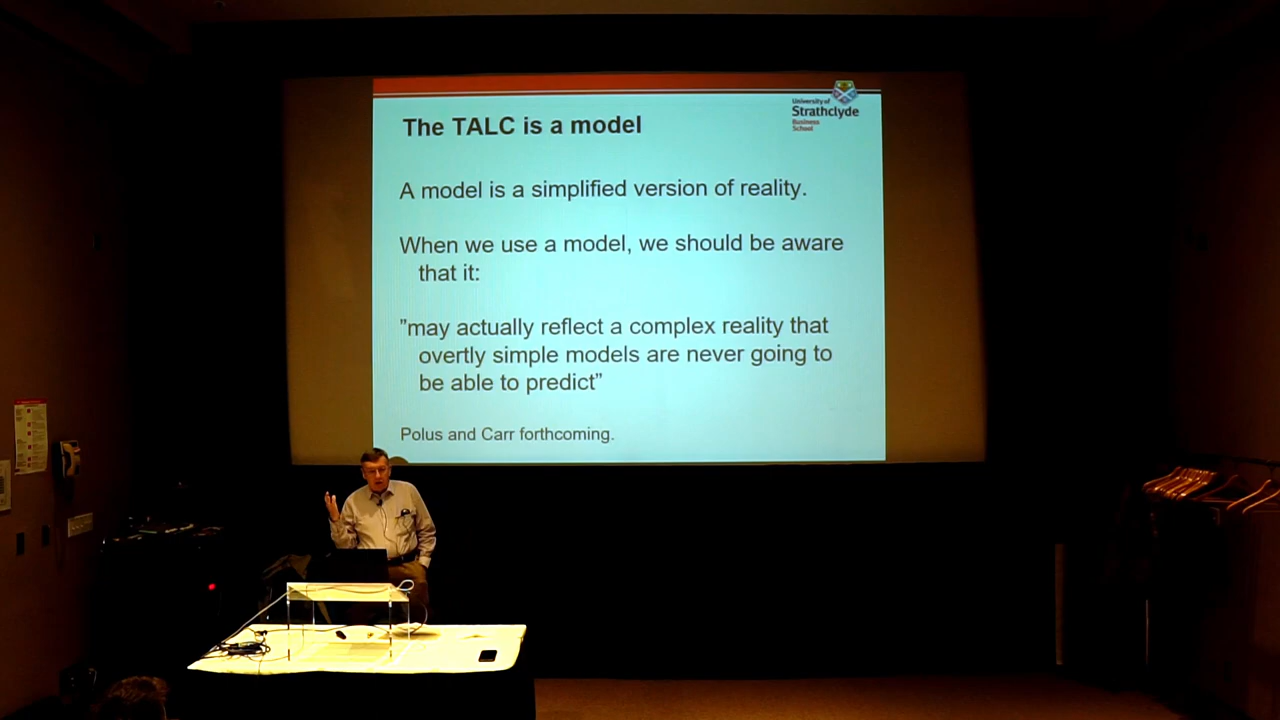 University of
Strathclyde
Business
School
The TALC is a model
A model is a simplified version of reality.
When we use a model, we should be aware
that it:
”may actually reflect a complex reality that
overtly simple models are never going to
be able to predict”
Polus and Carr forthcoming.